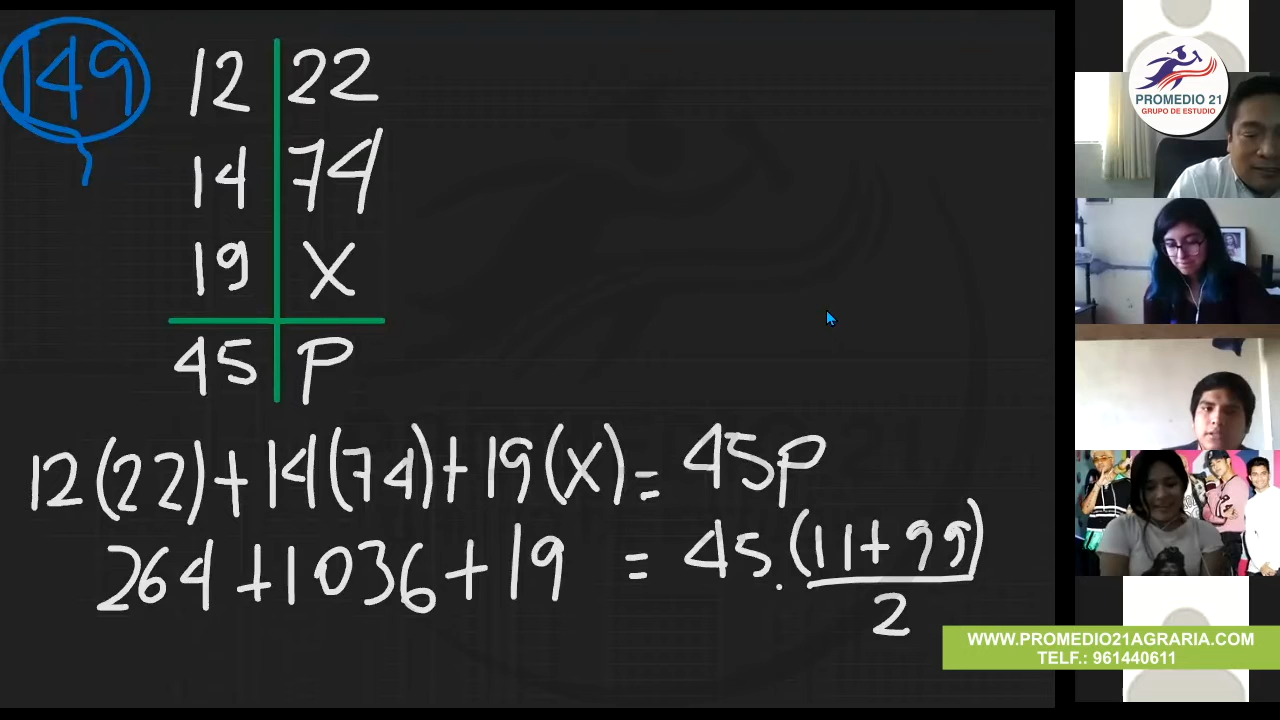 149
12 22
14 74
19 X
45 P
12(22)+14(74)+19(X)=45P
264+1036+19 = 45.(11+99)
2
PROMEDIO 21
GRUPO DE ESTUDIO
WWW.PROMEDIO21AGRARIA.COM
TELF.: 961440611